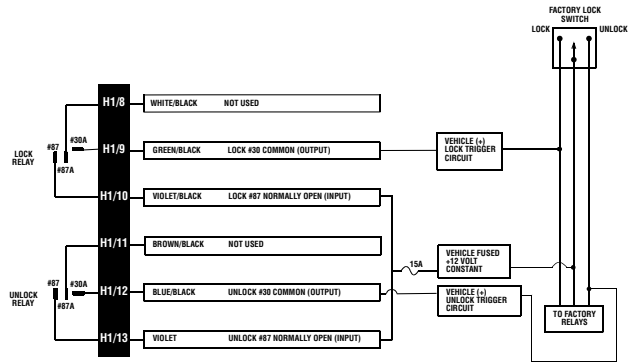 FACTORY LOCK
SWITCH
LOCK
UNLOCK
H1/8
WHITE/BLACK NOT USED
#87
#30A
#87A
LOCK
RELAY
H1/9
GREEN/BLACK LOCK #30 COMMON (OUTPUT)
VEHICLE (+)
LOCK TRIGGER
CIRCUIT
H1/10
VIOLET/BLACK LOCK #87 NORMALLY OPEN (INPUT)
H1/11
BROWN/BLACK NOT USED
15A
VEHICLE FUSED
+12 VOLT
CONSTANT
#87
#30A
#87A
UNLOCK
RELAY
H1/12
BLUE/BLACK UNLOCK #30 COMMON (OUTPUT)
VEHICLE (+)
UNLOCK TRIGGER
CIRCUIT
TO FACTORY
RELAYS
H1/13
VIOLET UNLOCK #87 NORMALLY OPEN (INPUT)